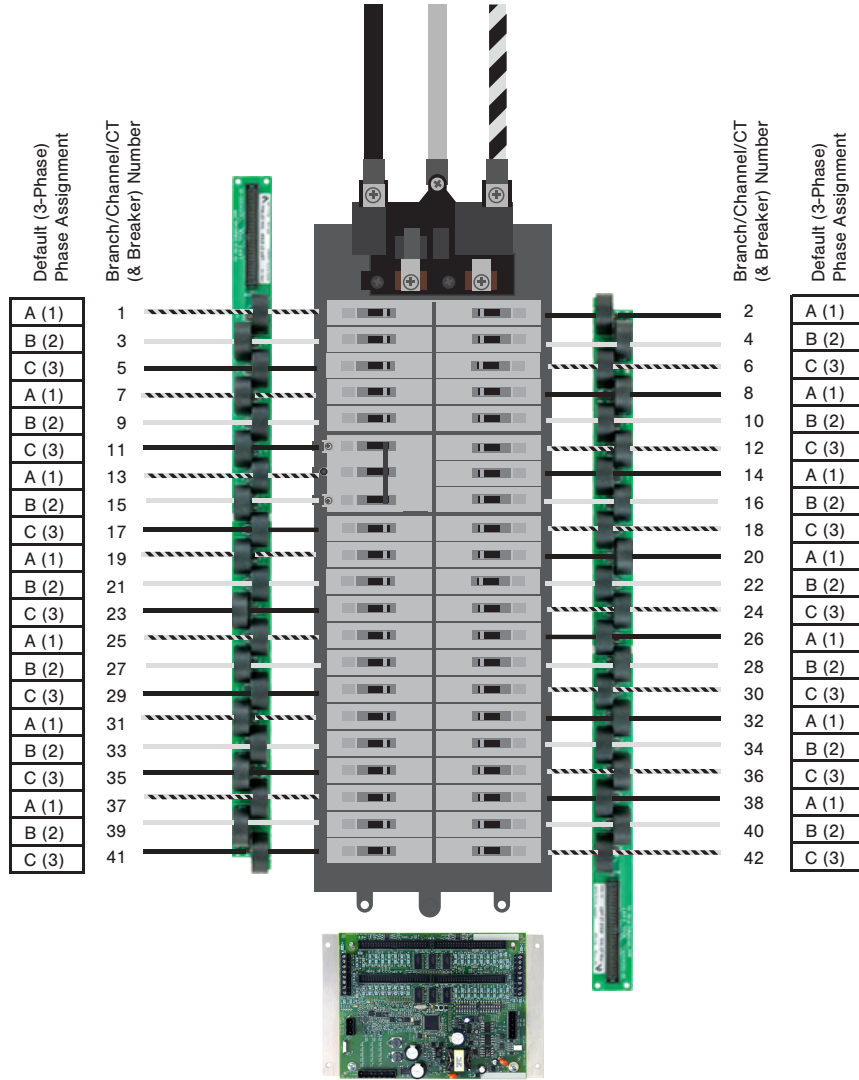 Default (3-Phase)
Phase Assignment
Branch/Channel/CT
(& Breaker) Number
Branch/Channel/CT
(& Breaker) Number
Default (3-Phase)
Phase Assignment
A (1) 1 2 A (1)
B (2) 3 4 B (2)
C (3) 5 6 C (3)
A (1) 7 8 A (1)
B (2) 9 10 B (2)
C (3) 11 12 C (3)
A (1) 13 14 A (1)
B (2) 15 16 B (2)
C (3) 17 18 C (3)
A (1) 19 20 A (1)
B (2) 21 22 B (2)
C (3) 23 24 C (3)
A (1) 25 26 A (1)
B (2) 27 28 B (2)
C (3) 29 30 C (3)
A (1) 31 32 A (1)
B (2) 33 34 B (2)
C (3) 35 36 C (3)
A (1) 37 38 A (1)
B (2) 39 40 B (2)
C (3) 41 42 C (3)